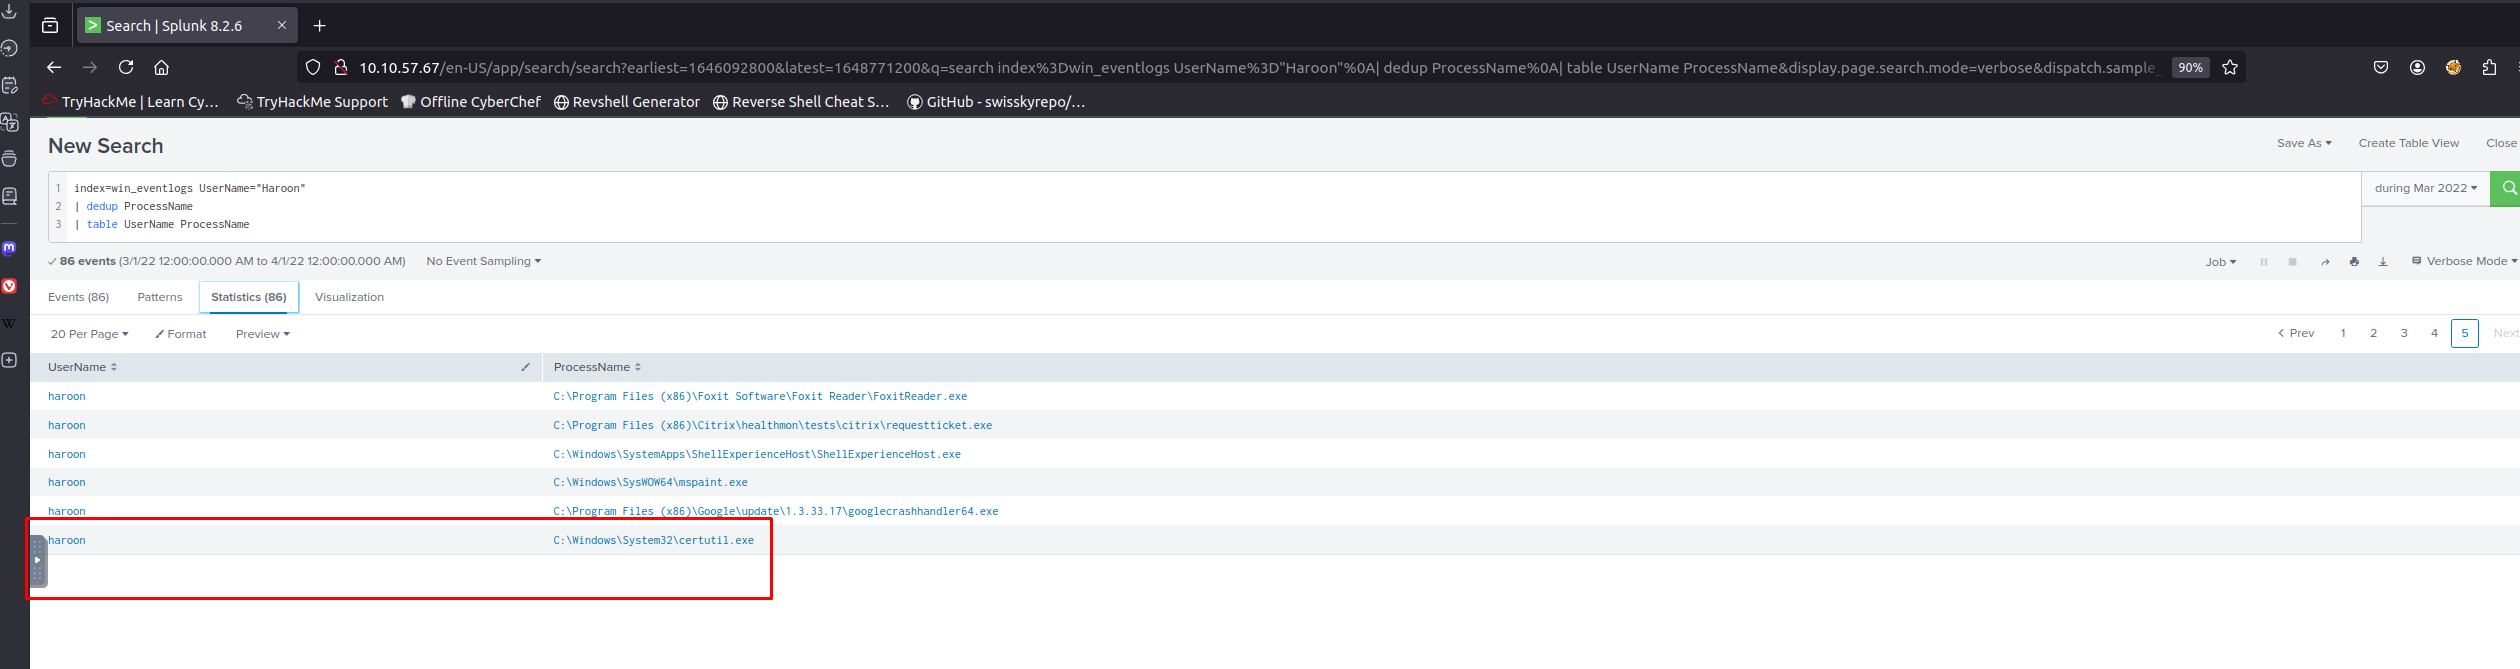 Search | Splunk 8.2.6
10.10.57.67/en-US/app/search/search?earliest=1646092800&latest=1648771200&q=search index%3Dwin_eventlogs UserName%3D"Haroon"%0A| dedup ProcessName%0A| table UserName ProcessName&display.page.search.mode=verbose&dispatch.sample_ 90%
TryHackMe | Learn Cy… TryHackMe Support Offline CyberChef Revshell Generator Reverse Shell Cheat S… GitHub - swisskyrepo/…
New Search Save As Create Table View Close
1 index=win_eventlogs UserName="Haroon" during Mar 2022
2 | dedup ProcessName
3 | table UserName ProcessName
86 events (3/1/22 12:00:00.000 AM to 4/1/22 12:00:00.000 AM) No Event Sampling Job Verbose Mode
Events (86) Patterns Statistics (86) Visualization
20 Per Page Format Preview < Prev 1 2 3 4 5 Next
UserName ProcessName
haroon C:\Program Files (x86)\Foxit Software\Foxit Reader\FoxitReader.exe
haroon C:\Program Files (x86)\Citrix\healthmon\tests\citrix\requestticket.exe
haroon C:\Windows\SystemApps\ShellExperienceHost\ShellExperienceHost.exe
haroon C:\Windows\SysWOW64\mspaint.exe
haroon C:\Program Files (x86)\Google\update\1.3.33.17\googlecrashhandler64.exe
haroon C:\Windows\System32\certutil.exe